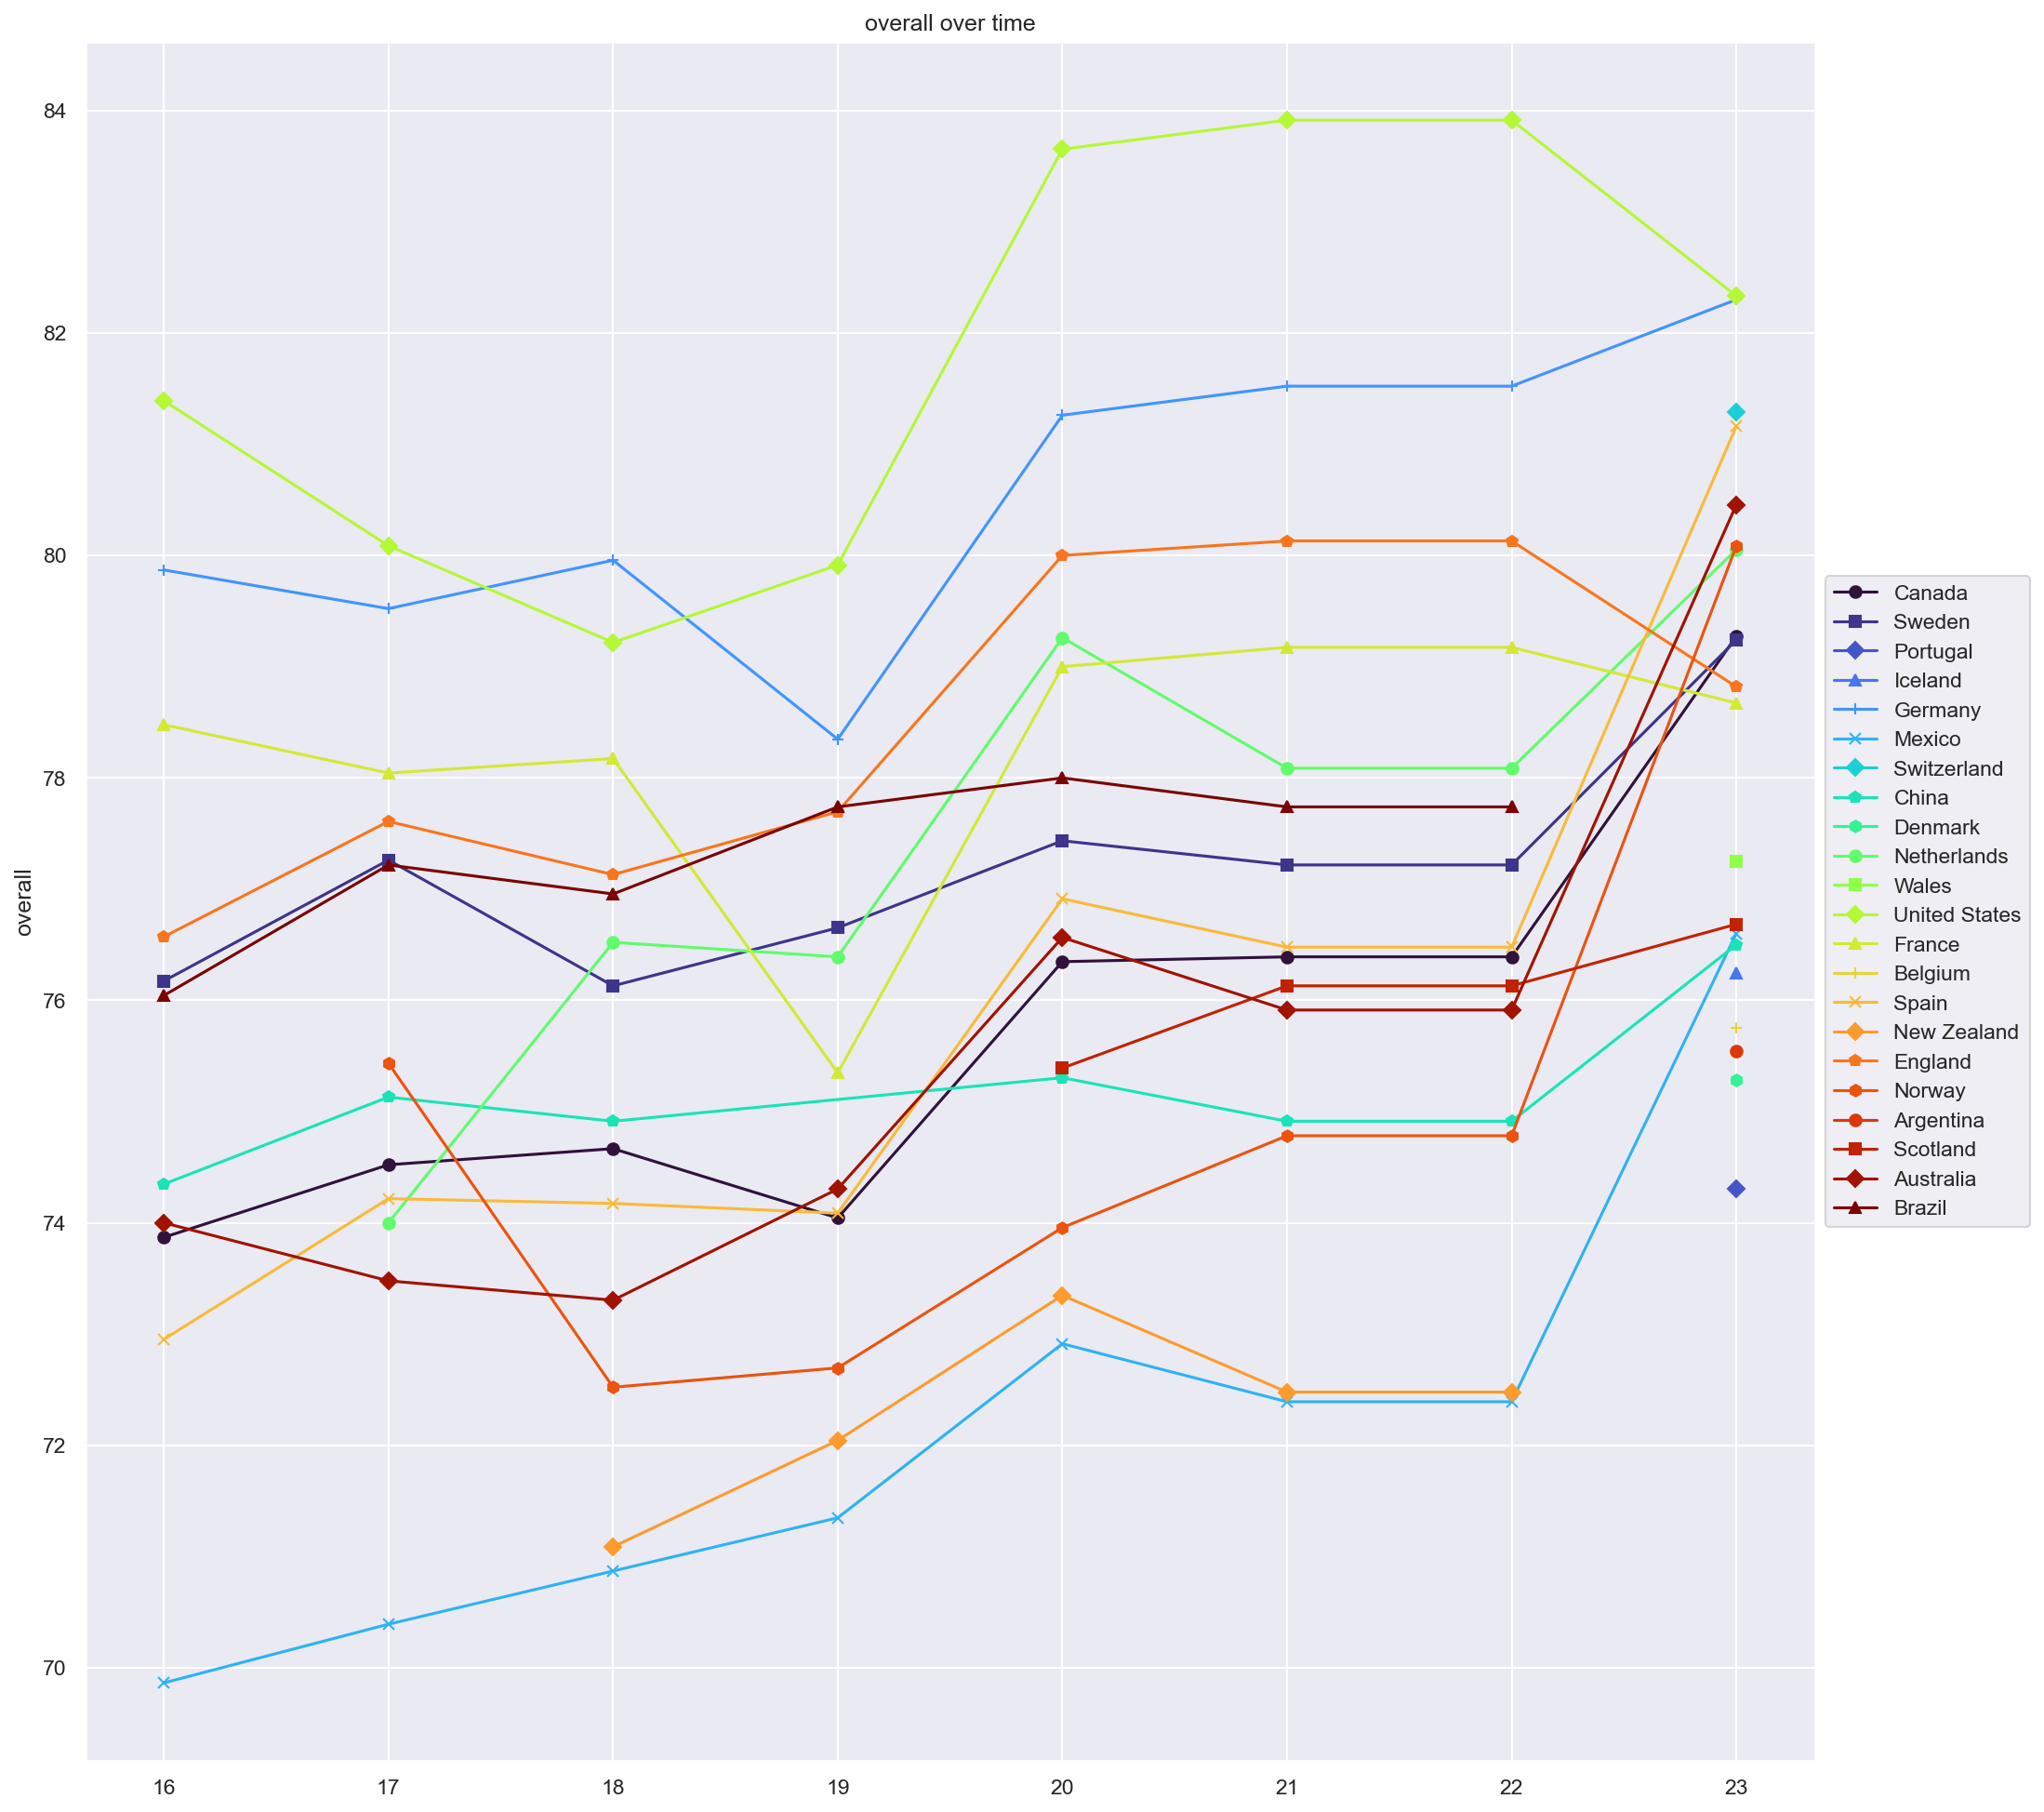 overall over time
84
82
80
78
76
74
72
70
overall
16 17 18 19 20 21 22 23
Canada
Sweden
Portugal
Iceland
Germany
Mexico
Switzerland
China
Denmark
Netherlands
Wales
United States
France
Belgium
Spain
New Zealand
England
Norway
Argentina
Scotland
Australia
Brazil